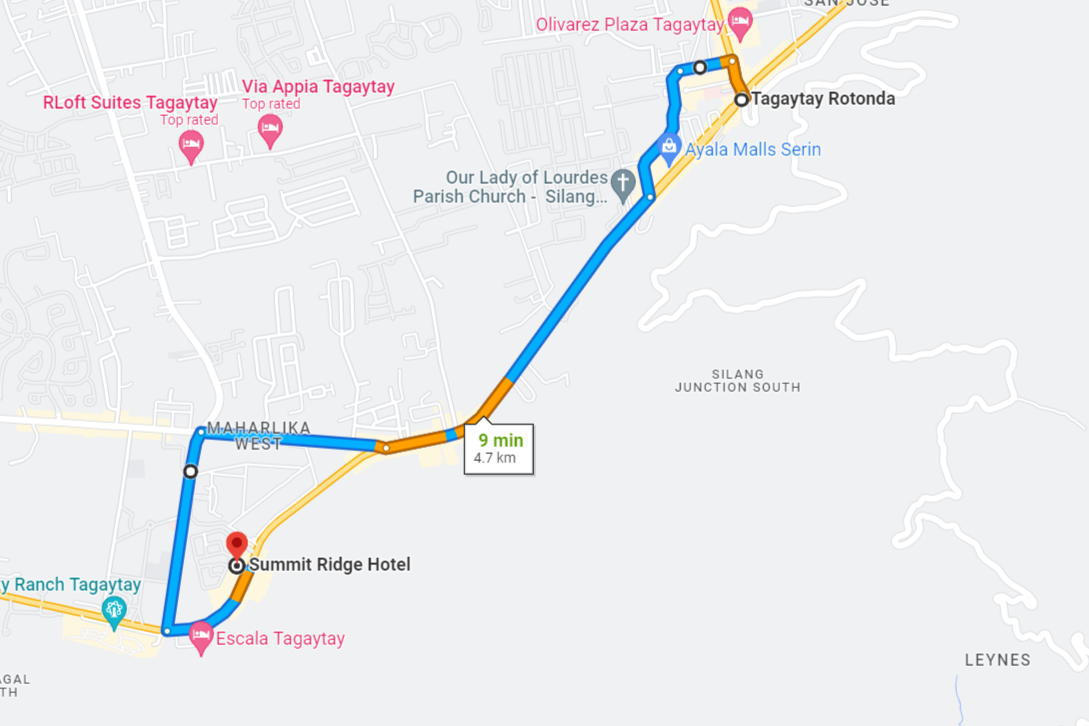 SAN JOSE
Olivarez Plaza Tagaytay
Via Appia Tagaytay
Top rated
RLoft Suites Tagaytay
Top rated
Tagaytay Rotonda
Ayala Malls Serin
Our Lady of Lourdes
Parish Church - Silang...
SILANG
JUNCTION SOUTH
MAHARLIKA
WEST
9 min
4.7 km
Summit Ridge Hotel
y Ranch Tagaytay
Escala Tagaytay
LEYNES
AGAL
TH